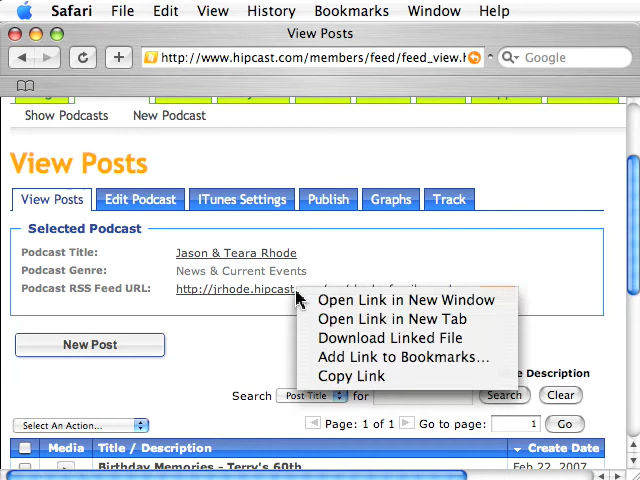 Safari File Edit View History Bookmarks Window Help
View Posts
http://www.hipcast.com/members/feed/feed_view.h
Google
Show Podcasts New Podcast
View Posts
View Posts Edit Podcast ITunes Settings Publish Graphs Track
Selected Podcast
Podcast Title: Jason & Teara Rhode
Podcast Genre: News & Current Events
Podcast RSS Feed URL: http://jrhode.hipcast
Open Link in New Window
Open Link in New Tab
Download Linked File
Add Link to Bookmarks...
Copy Link
New Post
Description
Search Post Title for Search Clear
Select An Action... Page: 1 of 1 Go to page: 1 Go
Media Title / Description Create Date
Birthday Memories - Terry's 60th Feb 22, 2007